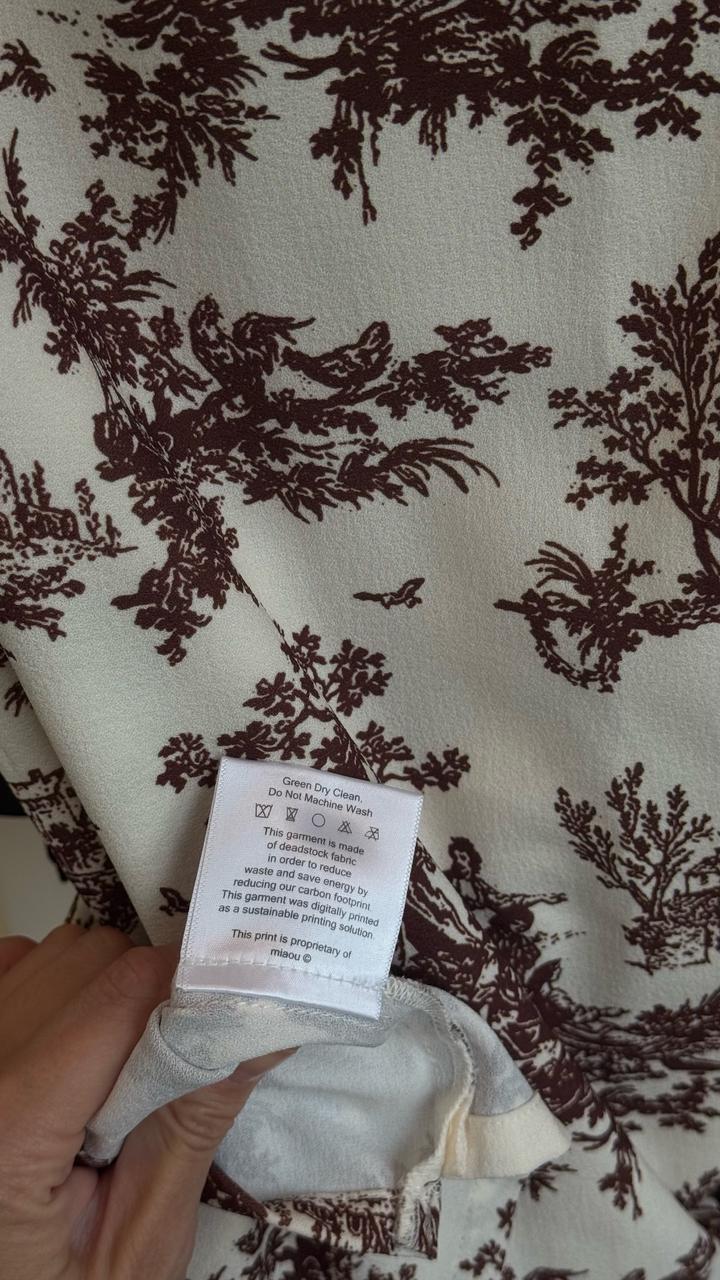 Green Dry Clean,
Do Not Machine Wash
This garment is made
of deadstock fabric
in order to reduce
waste and save energy by
reducing our carbon footprint
This garment was digitally printed
as a sustainable printing solution.
This print is proprietary of
miaou ©